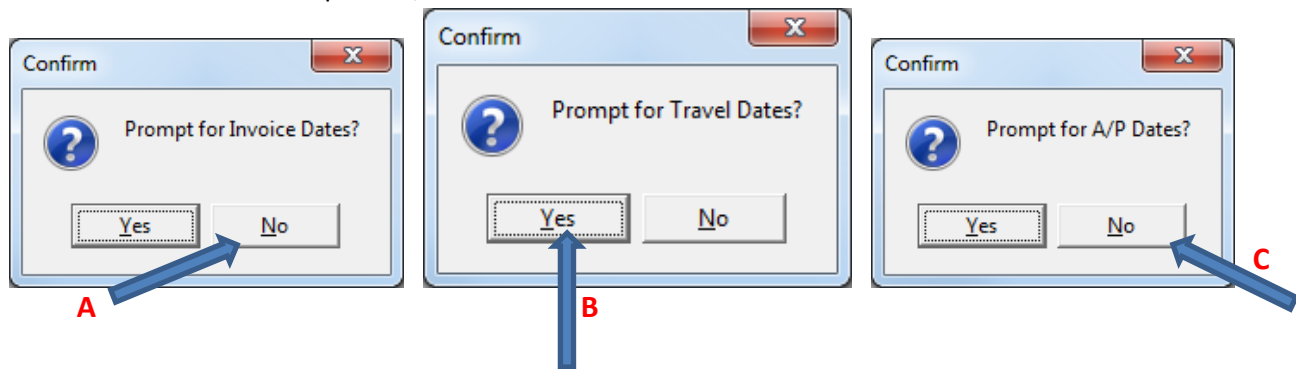 Confirm
X
Prompt for Invoice Dates?
Yes
No
A
Confirm
X
Prompt for Travel Dates?
Yes
No
B
Confirm
X
Prompt for A/P Dates?
Yes
No
C